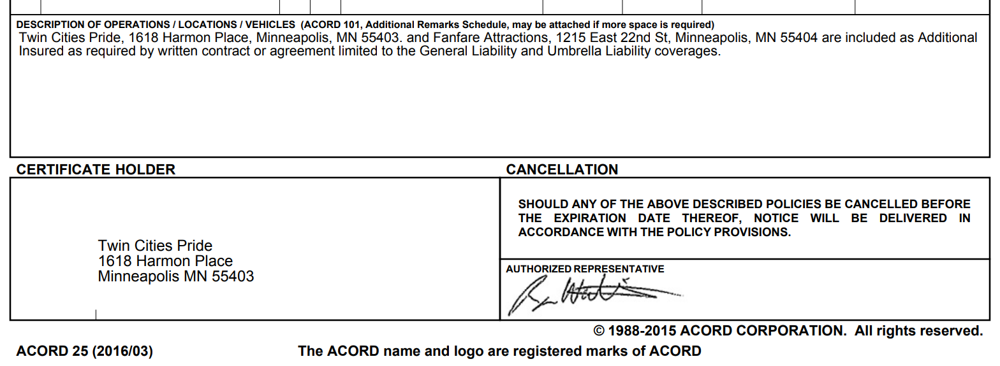 DESCRIPTION OF OPERATIONS / LOCATIONS / VEHICLES (ACORD 101, Additional Remarks Schedule, may be attached if more space is required)
Twin Cities Pride, 1618 Harmon Place, Minneapolis, MN 55403. and Fanfare Attractions, 1215 East 22nd St, Minneapolis, MN 55404 are included as Additional
Insured as required by written contract or agreement limited to the General Liability and Umbrella Liability coverages.
CERTIFICATE HOLDER
Twin Cities Pride
1618 Harmon Place
Minneapolis MN 55403
CANCELLATION
SHOULD ANY OF THE ABOVE DESCRIBED POLICIES BE CANCELLED BEFORE
THE EXPIRATION DATE THEREOF, NOTICE WILL BE DELIVERED IN
ACCORDANCE WITH THE POLICY PROVISIONS.
AUTHORIZED REPRESENTATIVE
© 1988-2015 ACORD CORPORATION. All rights reserved.
ACORD 25 (2016/03)
The ACORD name and logo are registered marks of ACORD